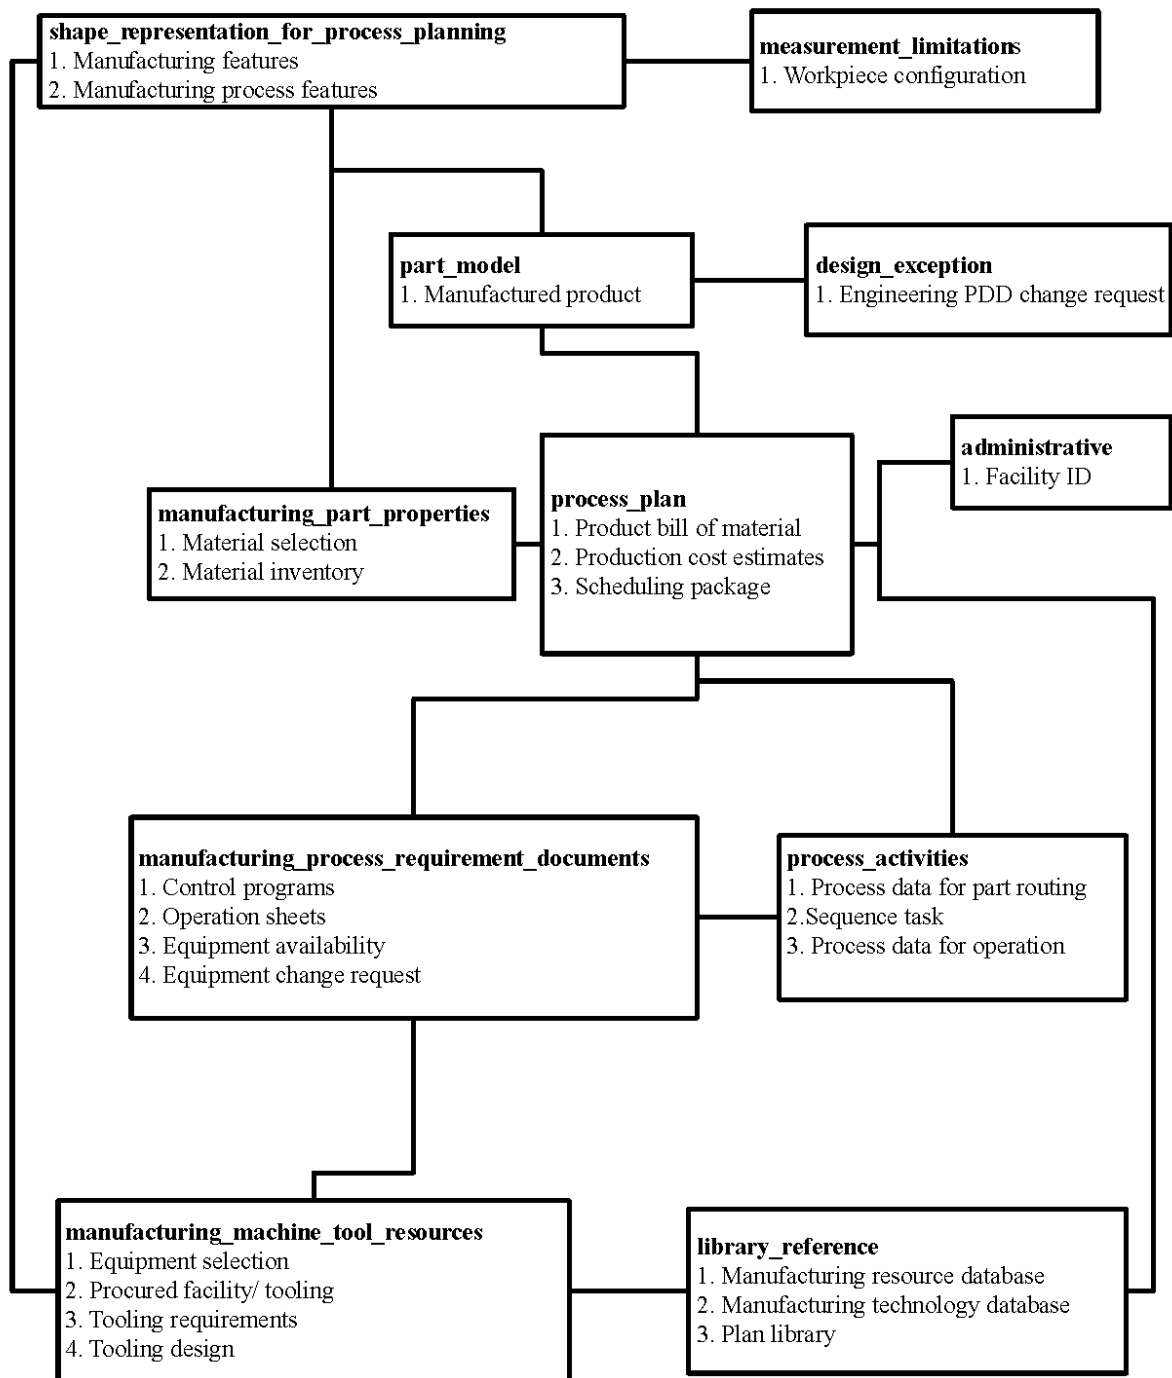 shape_representation_for_process_planning
1. Manufacturing features
2. Manufacturing process features
measurement_limitations
1. Workpiece configuration
part_model
1. Manufactured product
design_exception
1. Engineering PDD change request
administrative
1. Facility ID
process_plan
1. Product bill of material
2. Production cost estimates
3. Scheduling package
manufacturing_part_properties
1. Material selection
2. Material inventory
manufacturing_process_requirement_documents
1. Control programs
2. Operation sheets
3. Equipment availability
4. Equipment change request
process_activities
1. Process data for part routing
2.Sequence task
3. Process data for operation
manufacturing_machine_tool_resources
1. Equipment selection
2. Procured facility/ tooling
3. Tooling requirements
4. Tooling design
library_reference
1. Manufacturing resource database
2. Manufacturing technology database
3. Plan library